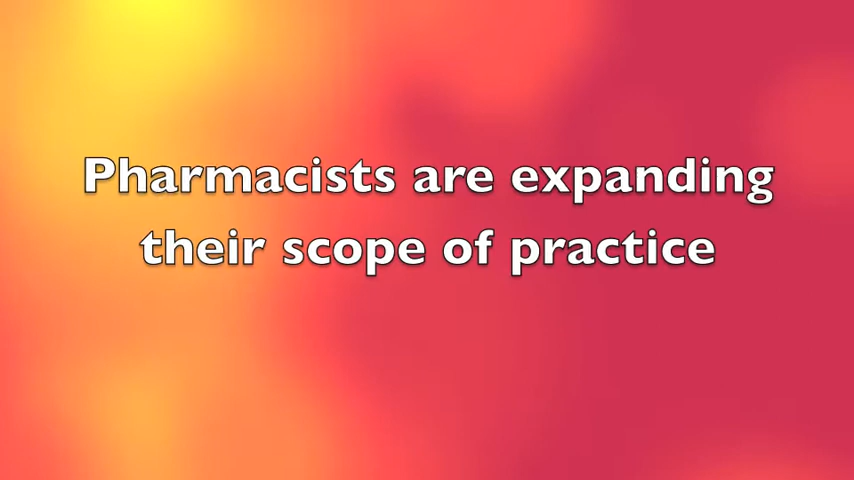 Pharmacists are expanding
their scope of practice